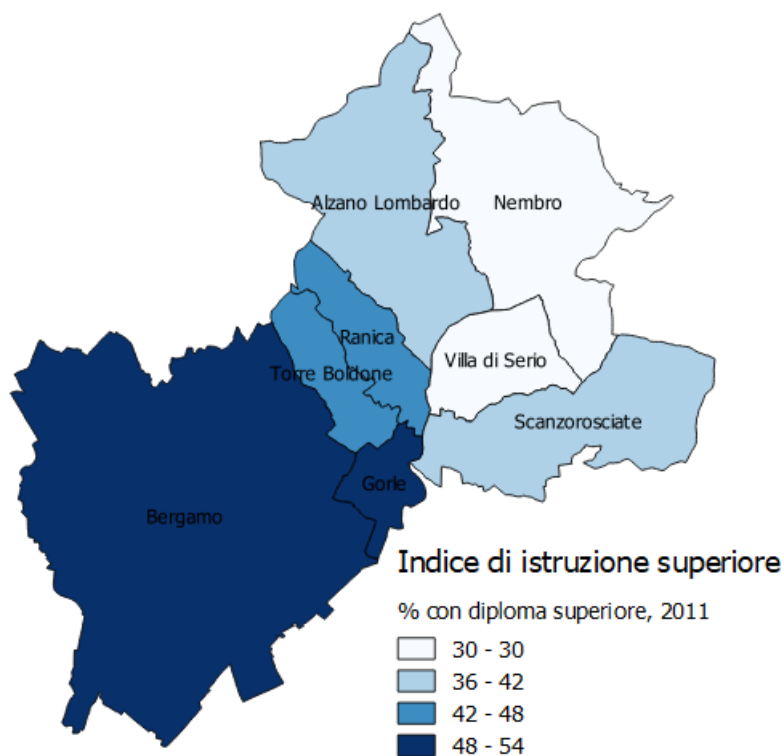 Alzano Lombardo
Nembro
Ranica
Torre Boldone
Villa di Serio
Scanzorosciate
Gorle
Bergamo
Indice di istruzione superiore
% con diploma superiore, 2011
30 - 30
36 - 42
42 - 48
48 - 54